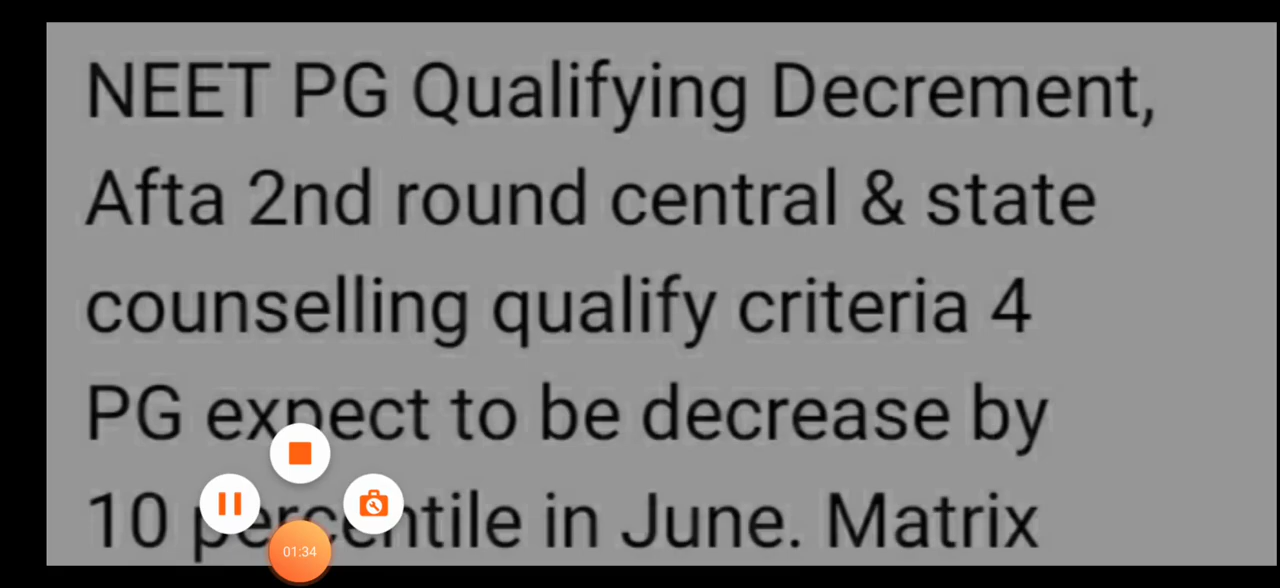 NEET PG Qualifying Decrement,
Afta 2nd round central & state
counselling qualify criteria 4
PG expect to be decrease by
10 percentile in June. Matrix
01:34